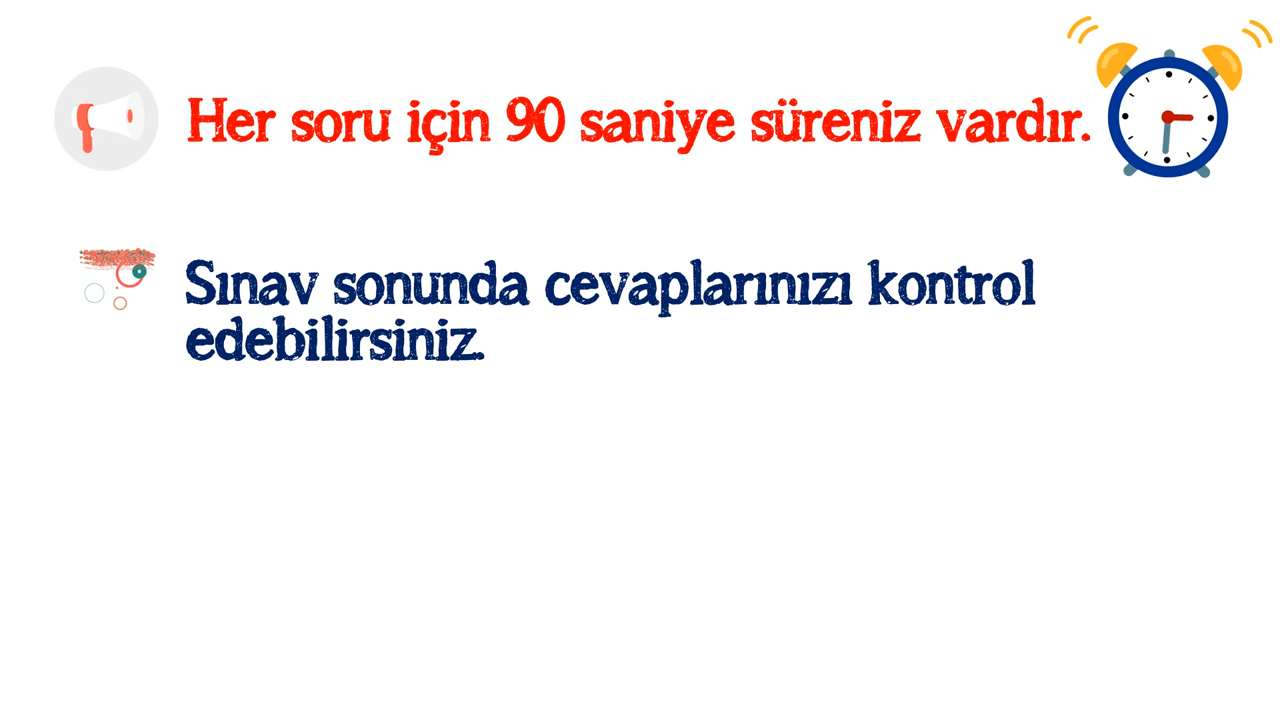 Her soru için 90 saniye süreniz vardır.
Sınav sonunda cevaplarınızı kontrol
edebilirsiniz.